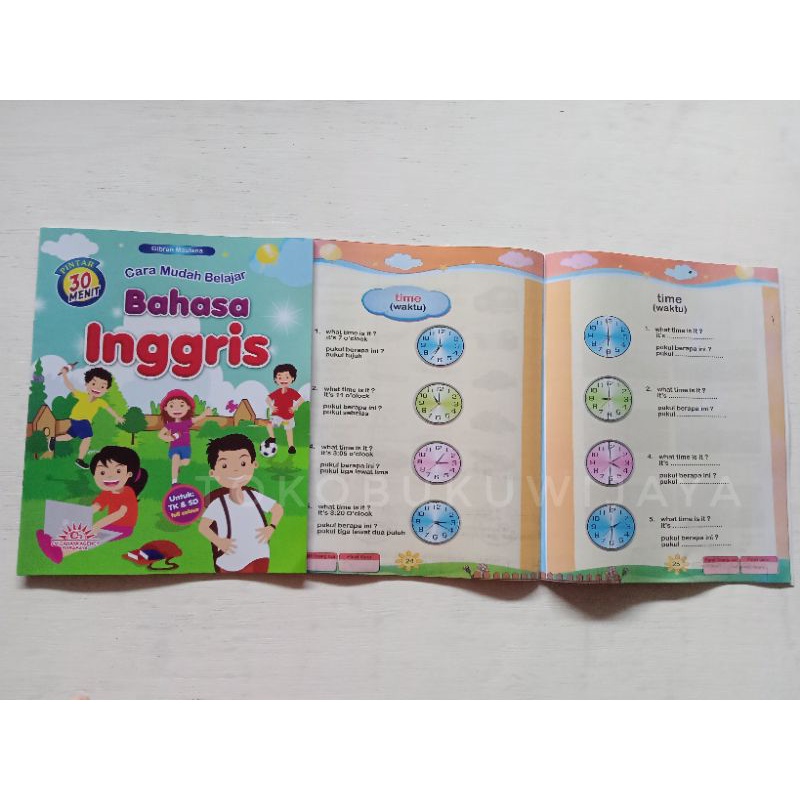 Gibran Maulana
PINTAR
30
MENIT
Cara Mudah Belajar
Bahasa
Inggris
Untuk:
TK & SD
full colour
time
(waktu)
1. what time is it ?
it's 7 o'clock
pukul berapa ini ?
pukul tujuh
2. what time is it ?
it's 11 o'clock
pukul berapa ini ?
pukul sebelas
4. what time is it ?
it's 3:05 o'clock
pukul berapa ini ?
pukul tiga lewat lima
what time is it ?
it's 3:20 O'clock
pukul berapa ini ?
pukul tiga lewat dua puluh
24
time
(waktu)
1. what time is it ?
it's
pukul berapa ini ?
pukul
2. what time is it ?
it's
pukul berapa ini ?
pukul
4. what time is it ?
it's
pukul berapa ini ?
pukul
5. what time is it ?
it's
pukul berapa ini ?
pukul
25
TOKO BUKU WIJAYA